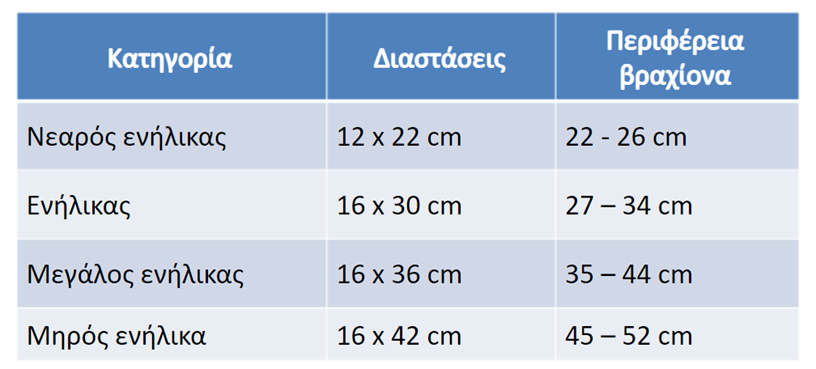 Κατηγορία Διαστάσεις Περιφέρεια βραχίονα
Νεαρός ενήλικας 12 x 22 cm 22 - 26 cm
Ενήλικας 16 x 30 cm 27 – 34 cm
Μεγάλος ενήλικας 16 x 36 cm 35 – 44 cm
Μηρός ενήλικα 16 x 42 cm 45 – 52 cm